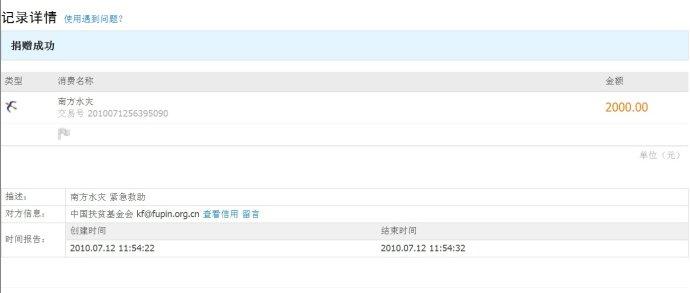 记录详情 使用遇到问题？
捐赠成功
类型 消费名称 金额
南方水灾 2000.00
交易号 2010071256395090
单位（元）
描述： 南方水灾 紧急救助
对方信息： 中国扶贫基金会 kf@fupin.org.cn 查看信用 留言
时间报告： 创建时间 结束时间
2010.07.12 11:54:22 2010.07.12 11:54:32